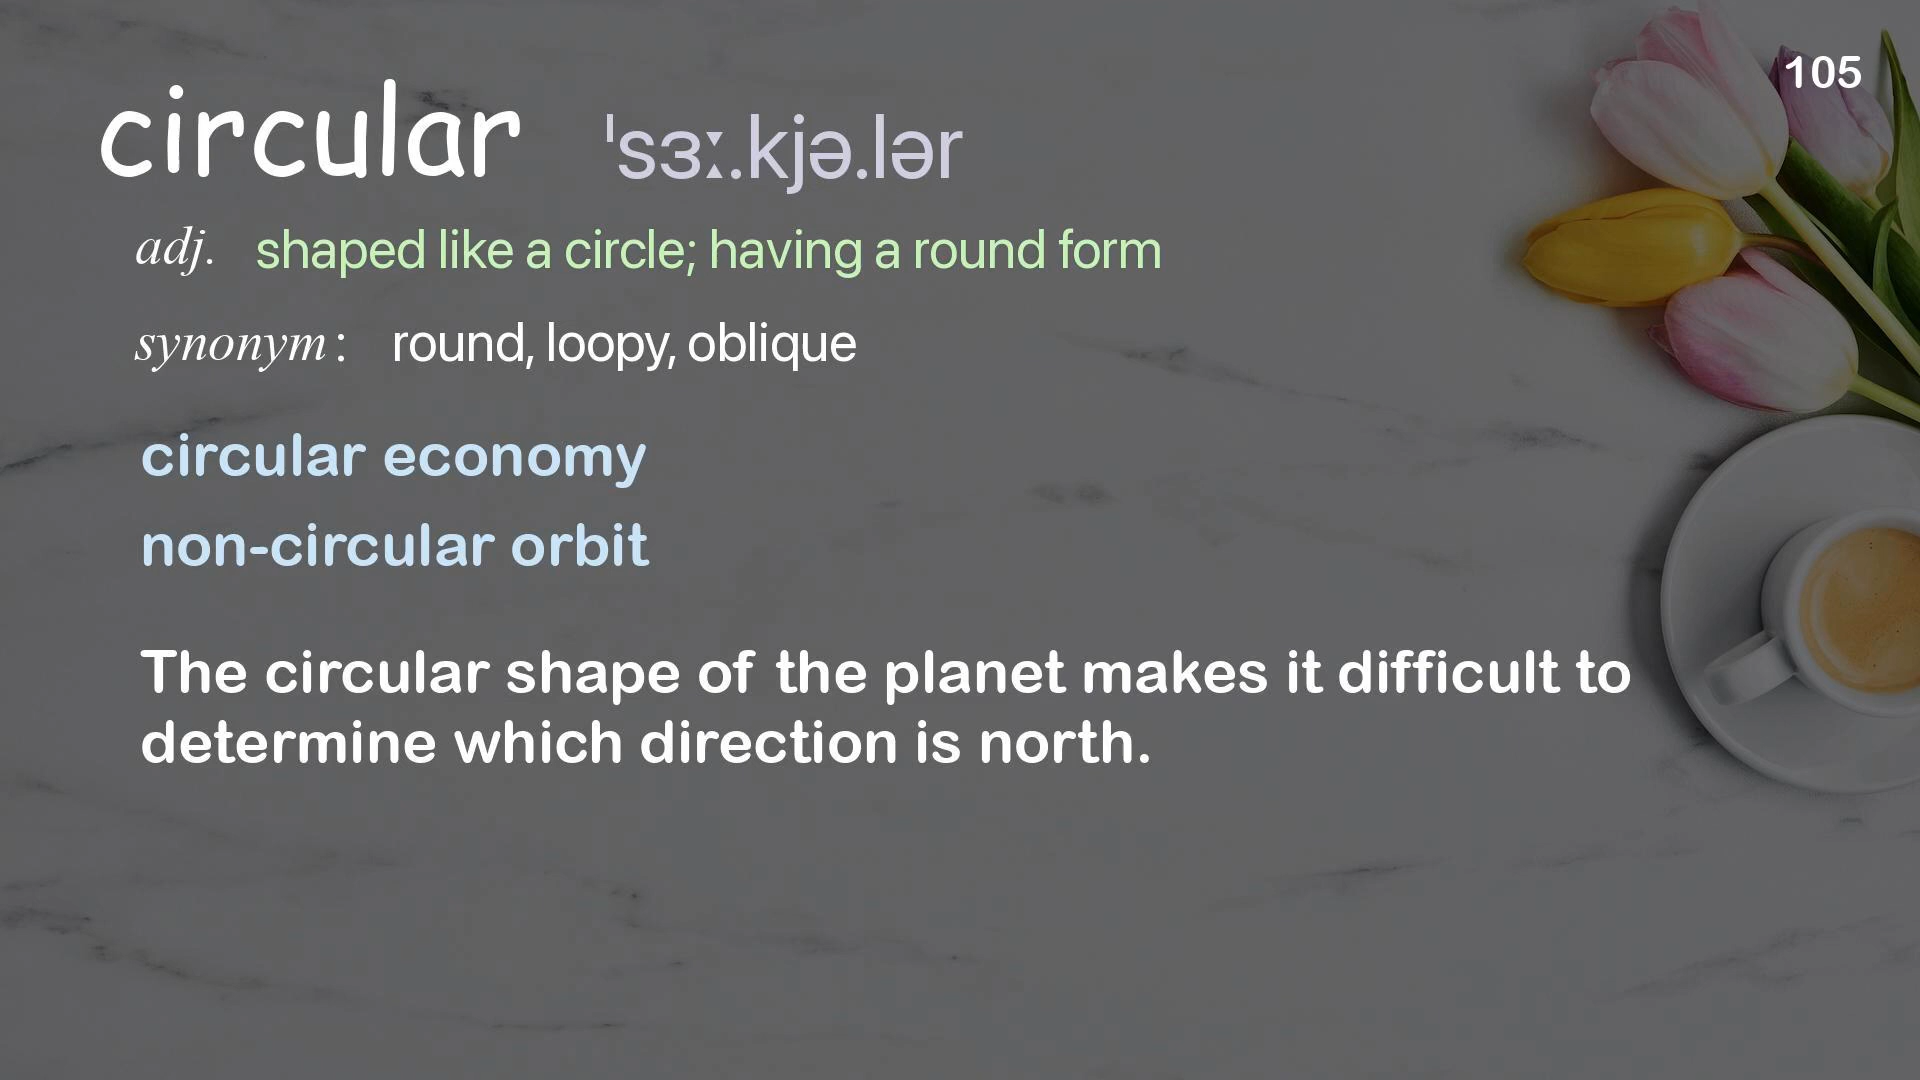 105
circular ˈsɜː.kjə.lər
adj. shaped like a circle; having a round form
synonym: round, loopy, oblique
circular economy
non-circular orbit
The circular shape of the planet makes it difficult to
determine which direction is north.